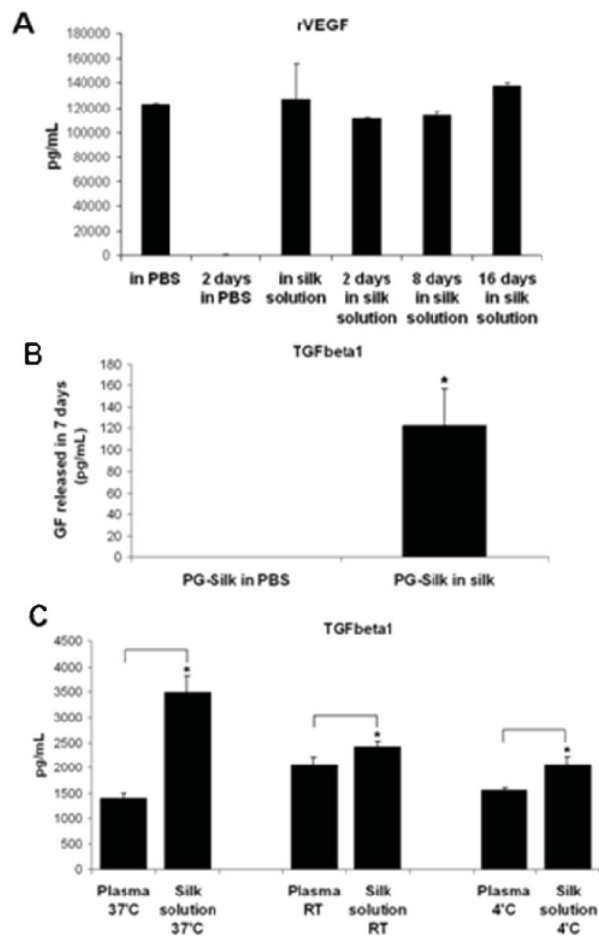 A
rVEGF
180000
160000
140000
120000
100000
80000
60000
40000
20000
0
pg/mL
in PBS
2 days
in PBS
in silk
solution
2 days
in silk
solution
8 days
in silk
solution
16 days
in silk
solution
B
TGFbeta1
180
160
140
120
100
80
60
40
20
0
GF released in 7 days
(pg/mL)
*
PG-Silk in PBS
PG-Silk in silk
C
TGFbeta1
4500
4000
3500
3000
2500
2000
1500
1000
500
0
pg/mL
*
*
*
Plasma
37'C
Silk
solution
37'C
Plasma
RT
Silk
solution
RT
Plasma
4'C
Silk
solution
4'C